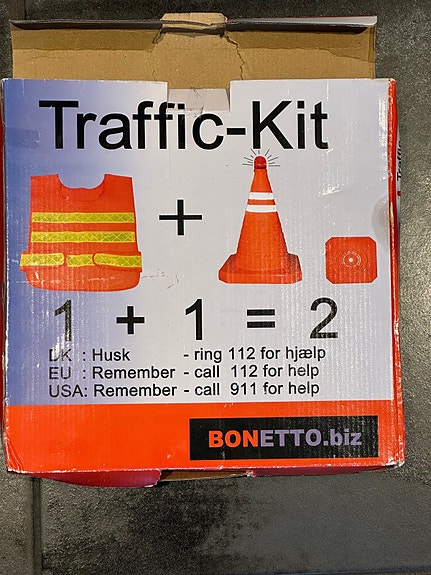 Traffic-Kit
+
1 + 1 = 2
DK : Husk - ring 112 for hjælp
EU : Remember - call 112 for help
USA: Remember - call 911 for help
BONETTO.biz
Traffic